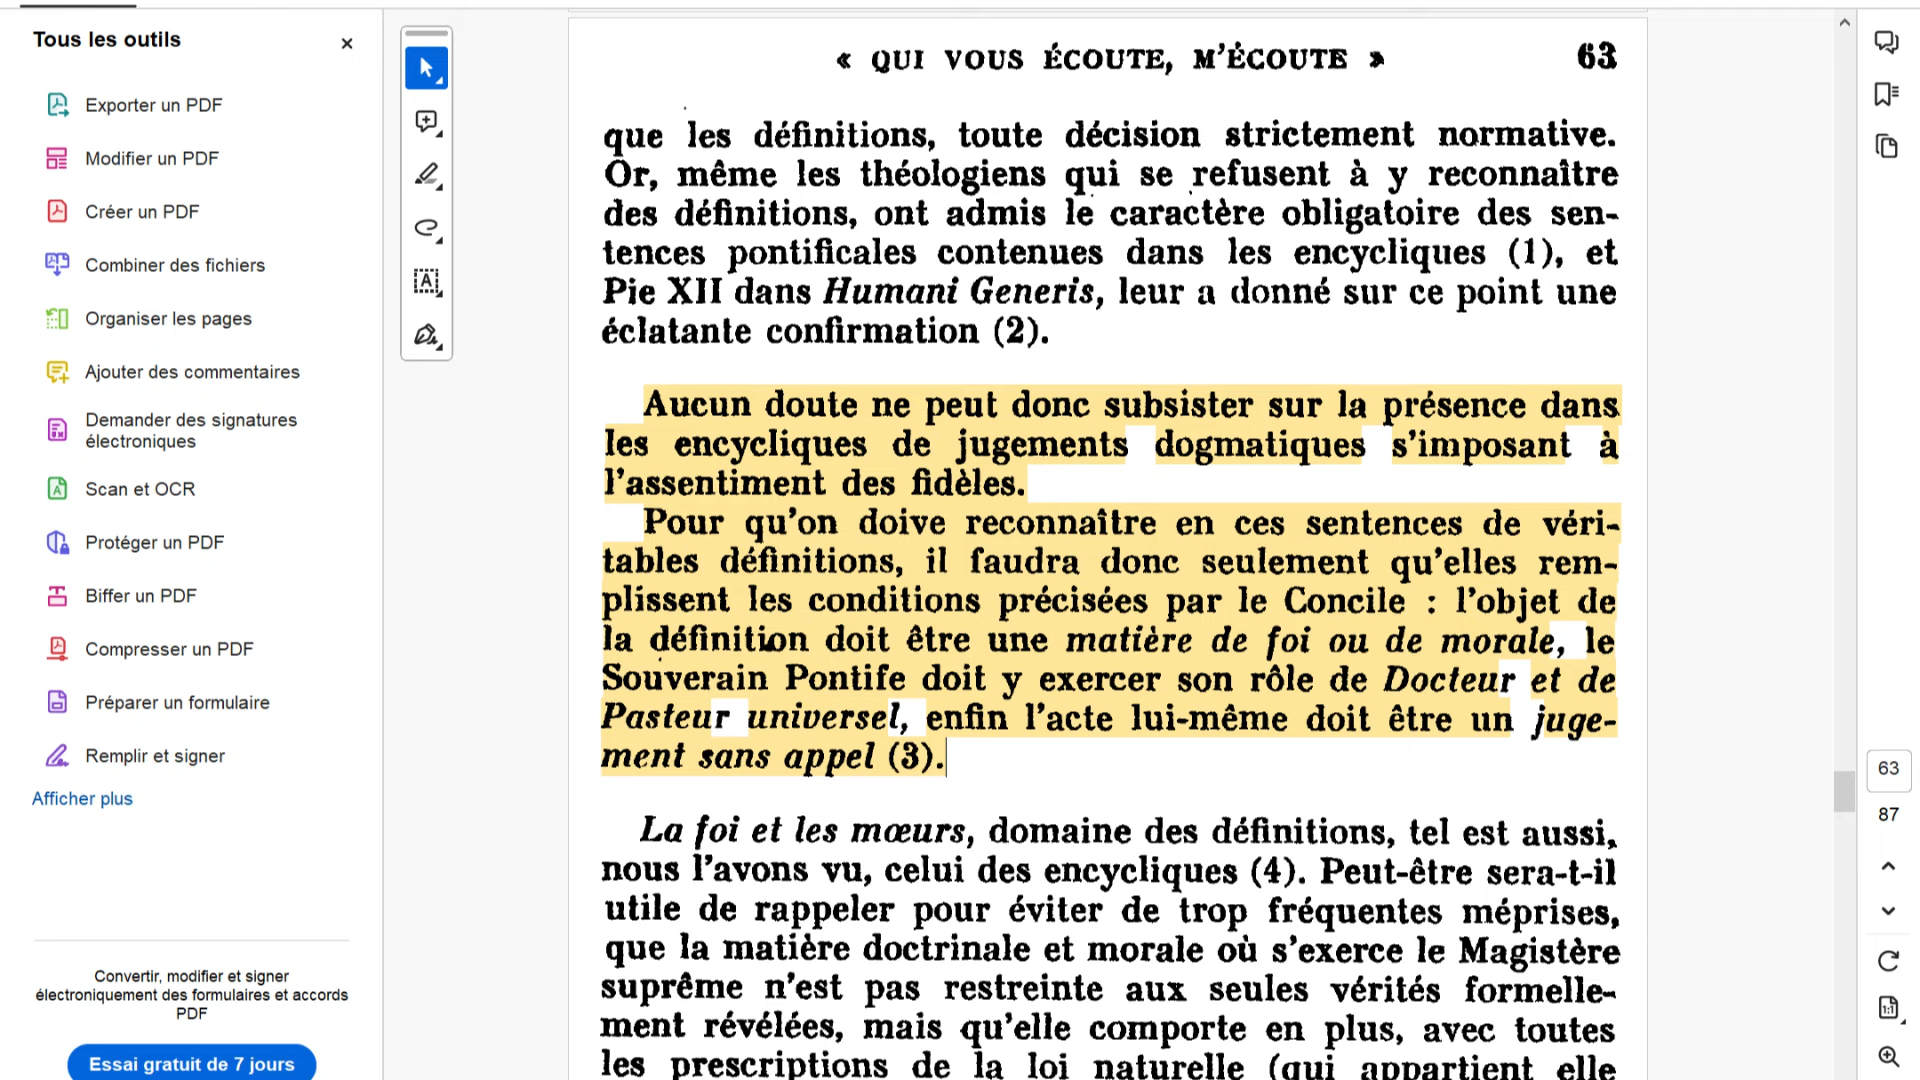 Tous les outils
Exporter un PDF
Modifier un PDF
Créer un PDF
Combiner des fichiers
Organiser les pages
Ajouter des commentaires
Demander des signatures
électroniques
Scan et OCR
Protéger un PDF
Biffer un PDF
Compresser un PDF
Préparer un formulaire
Remplir et signer
Afficher plus
Convertir, modifier et signer
électroniquement des formulaires et accords
PDF
Essai gratuit de 7 jours
« QUI VOUS ÉCOUTE, M'ÉCOUTE » 63
que les définitions, toute décision strictement normative.
Or, même les théologiens qui se refusent à y reconnaître
des définitions, ont admis le caractère obligatoire des sen-
tences pontificales contenues dans les encycliques (1), et
Pie XII dans Humani Generis, leur a donné sur ce point une
éclatante confirmation (2).
Aucun doute ne peut donc subsister sur la présence dans
les encycliques de jugements dogmatiques s'imposant à
l'assentiment des fidèles.
Pour qu'on doive reconnaître en ces sentences de véri-
tables définitions, il faudra donc seulement qu'elles rem-
plissent les conditions précisées par le Concile : l'objet de
la définition doit être une matière de foi ou de morale, le
Souverain Pontife doit y exercer son rôle de Docteur et de
Pasteur universel, enfin l'acte lui-même doit être un juge-
ment sans appel (3).
La foi et les mœurs, domaine des définitions, tel est aussi,
nous l'avons vu, celui des encycliques (4). Peut-être sera-t-il
utile de rappeler pour éviter de trop fréquentes méprises,
que la matière doctrinale et morale où s'exerce le Magistère
suprême n'est pas restreinte aux seules vérités formelle-
ment révélées, mais qu'elle comporte en plus, avec toutes
les prescriptions de la loi naturelle (qui appartient elle
63
87